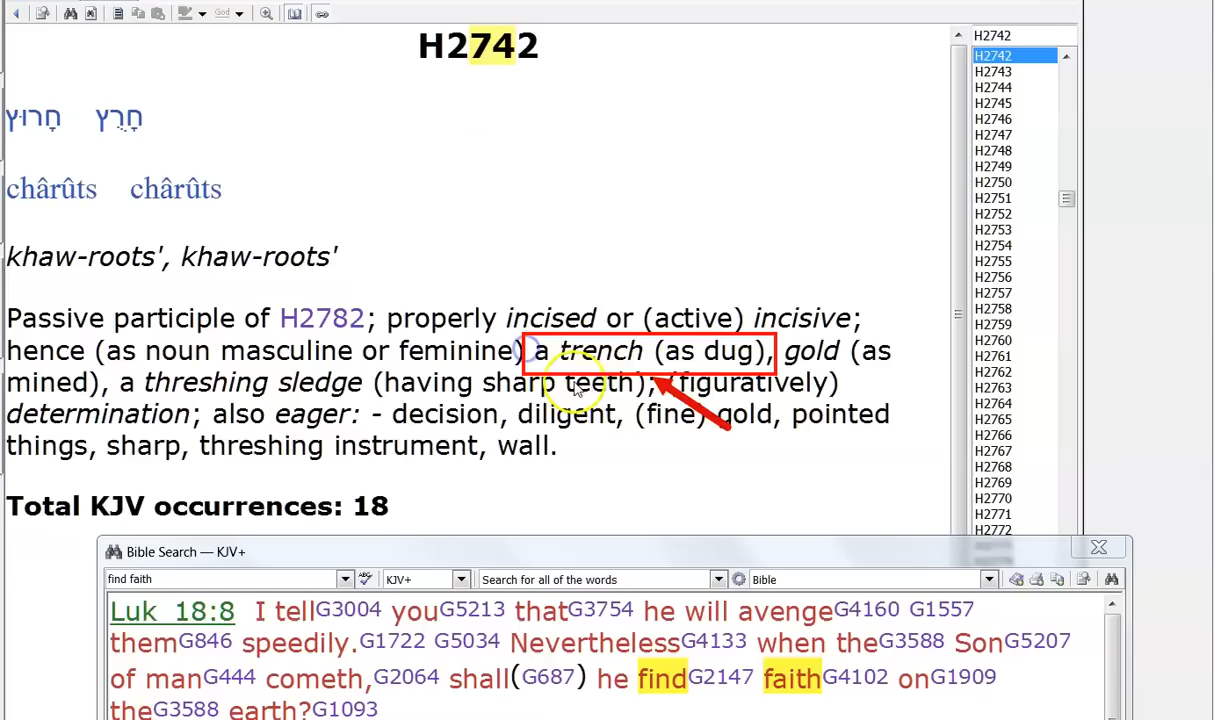 God
H2742
H2742
H2742
H2743
H2744
H2745
H2746
H2747
H2748
H2749
H2750
H2751
H2752
H2753
H2754
H2755
H2756
H2757
H2758
H2759
H2760
H2761
H2762
H2763
H2764
H2765
H2766
H2767
H2768
H2769
H2770
H2771
H2772
חָרוּץ חָרֻץ
chârûts chârûts
khaw-roots', khaw-roots'
Passive participle of H2782; properly incised or (active) incisive;
hence (as noun masculine or feminine) a trench (as dug), gold (as
mined), a threshing sledge (having sharp teeth); (figuratively)
determination; also eager: - decision, diligent, (fine) gold, pointed
things, sharp, threshing instrument, wall.
Total KJV occurrences: 18
Bible Search — KJV+
find faith KJV+ Search for all of the words Bible
Luk 18:8 I tellG3004 youG5213 thatG3754 he will avengeG4160 G1557
themG846 speedily.G1722 G5034 NeverthelessG4133 when theG3588 SonG5207
of manG444 cometh,G2064 shall(G687) he findG2147 faithG4102 onG1909
theG3588 earth?G1093